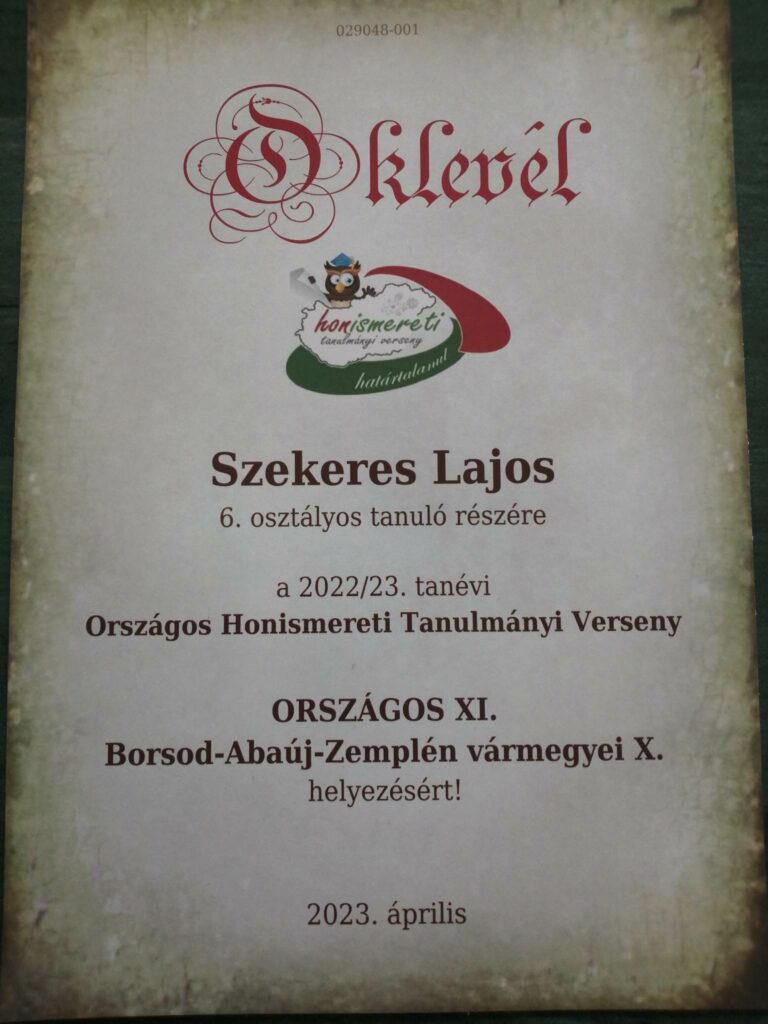 029048-001
Oklevél
honismereti
tanulmányi verseny
határtalanul
Szekeres Lajos
6. osztályos tanuló részére
a 2022/23. tanévi
Országos Honismereti Tanulmányi Verseny
ORSZÁGOS XI.
Borsod-Abaúj-Zemplén vármegyei X.
helyezésért!
2023. április